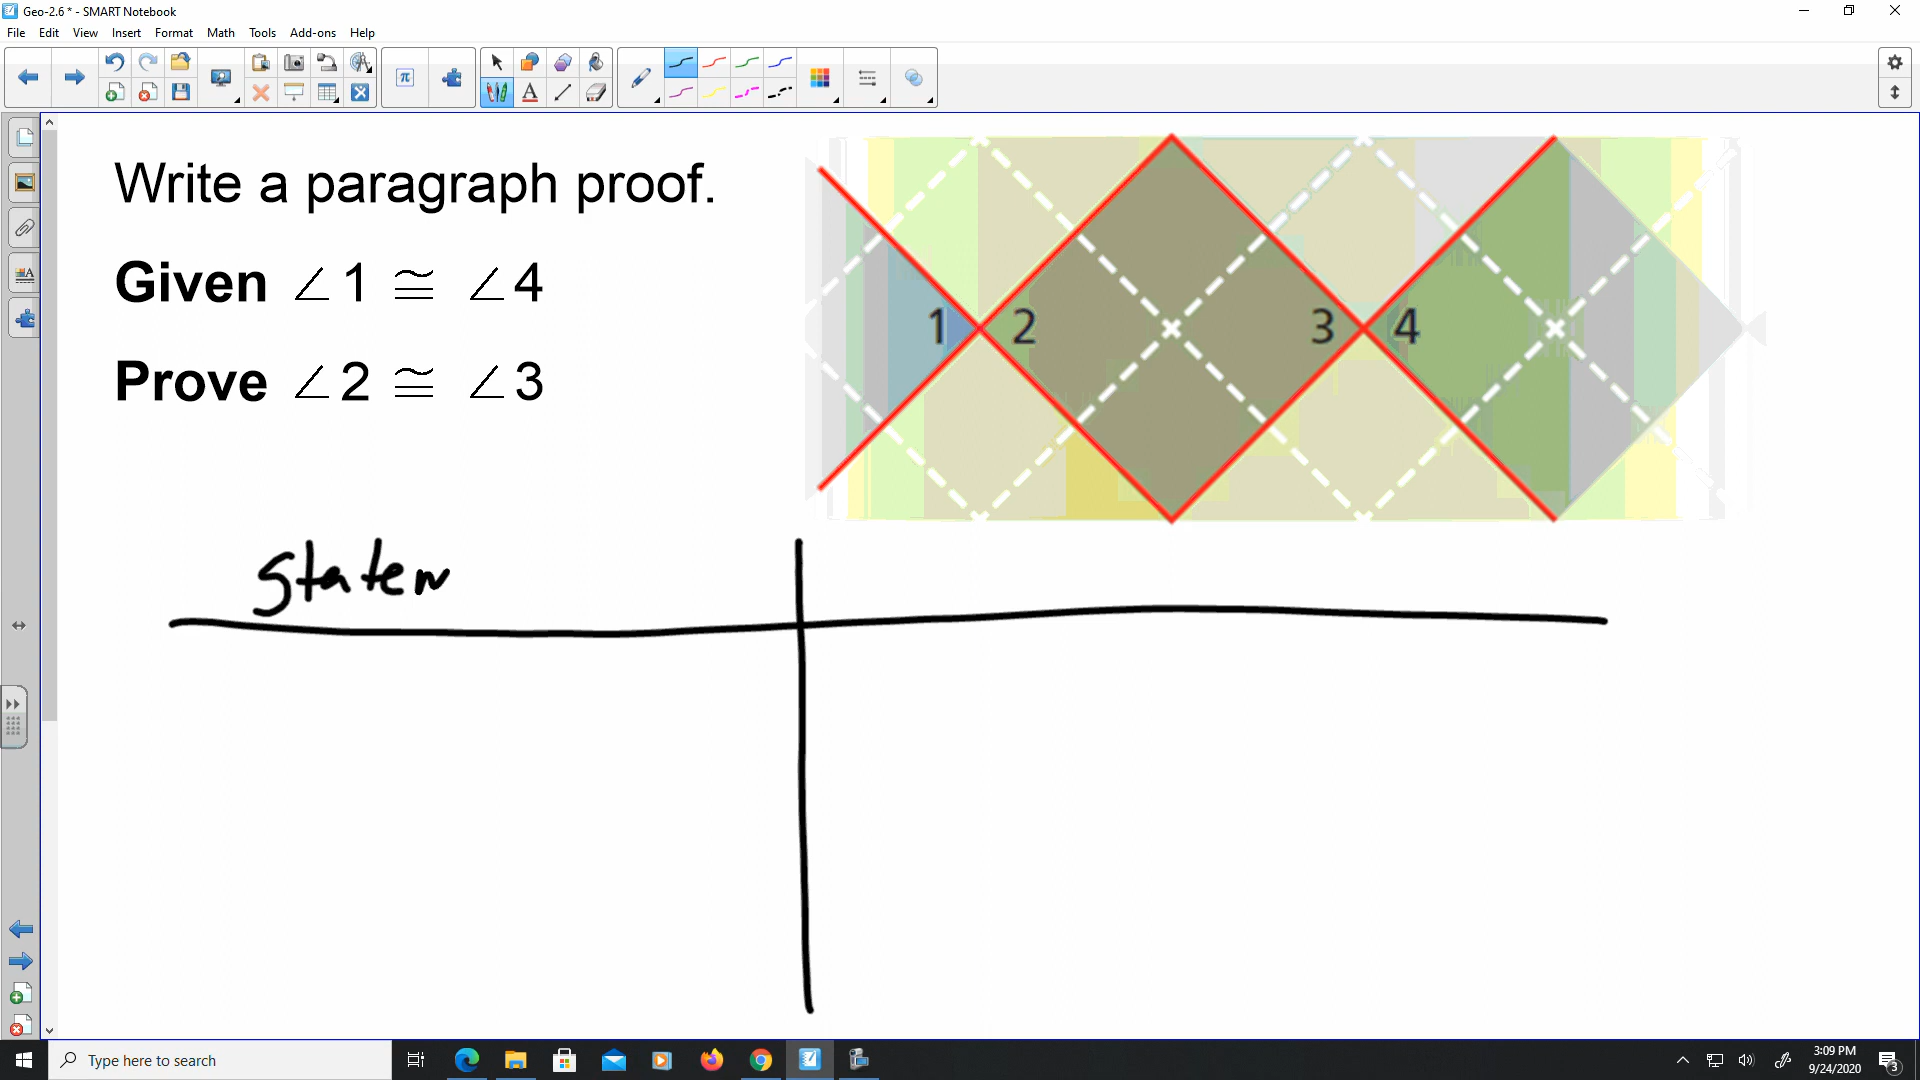 Geo-2.6 * - SMART Notebook
File Edit View Insert Format Math Tools Add-ons Help
π A
Write a paragraph proof.
Given ∠1 ≅ ∠4
Prove ∠2 ≅ ∠3
1 2 3 4
Statem
Type here to search
3:09 PM
9/24/2020
3